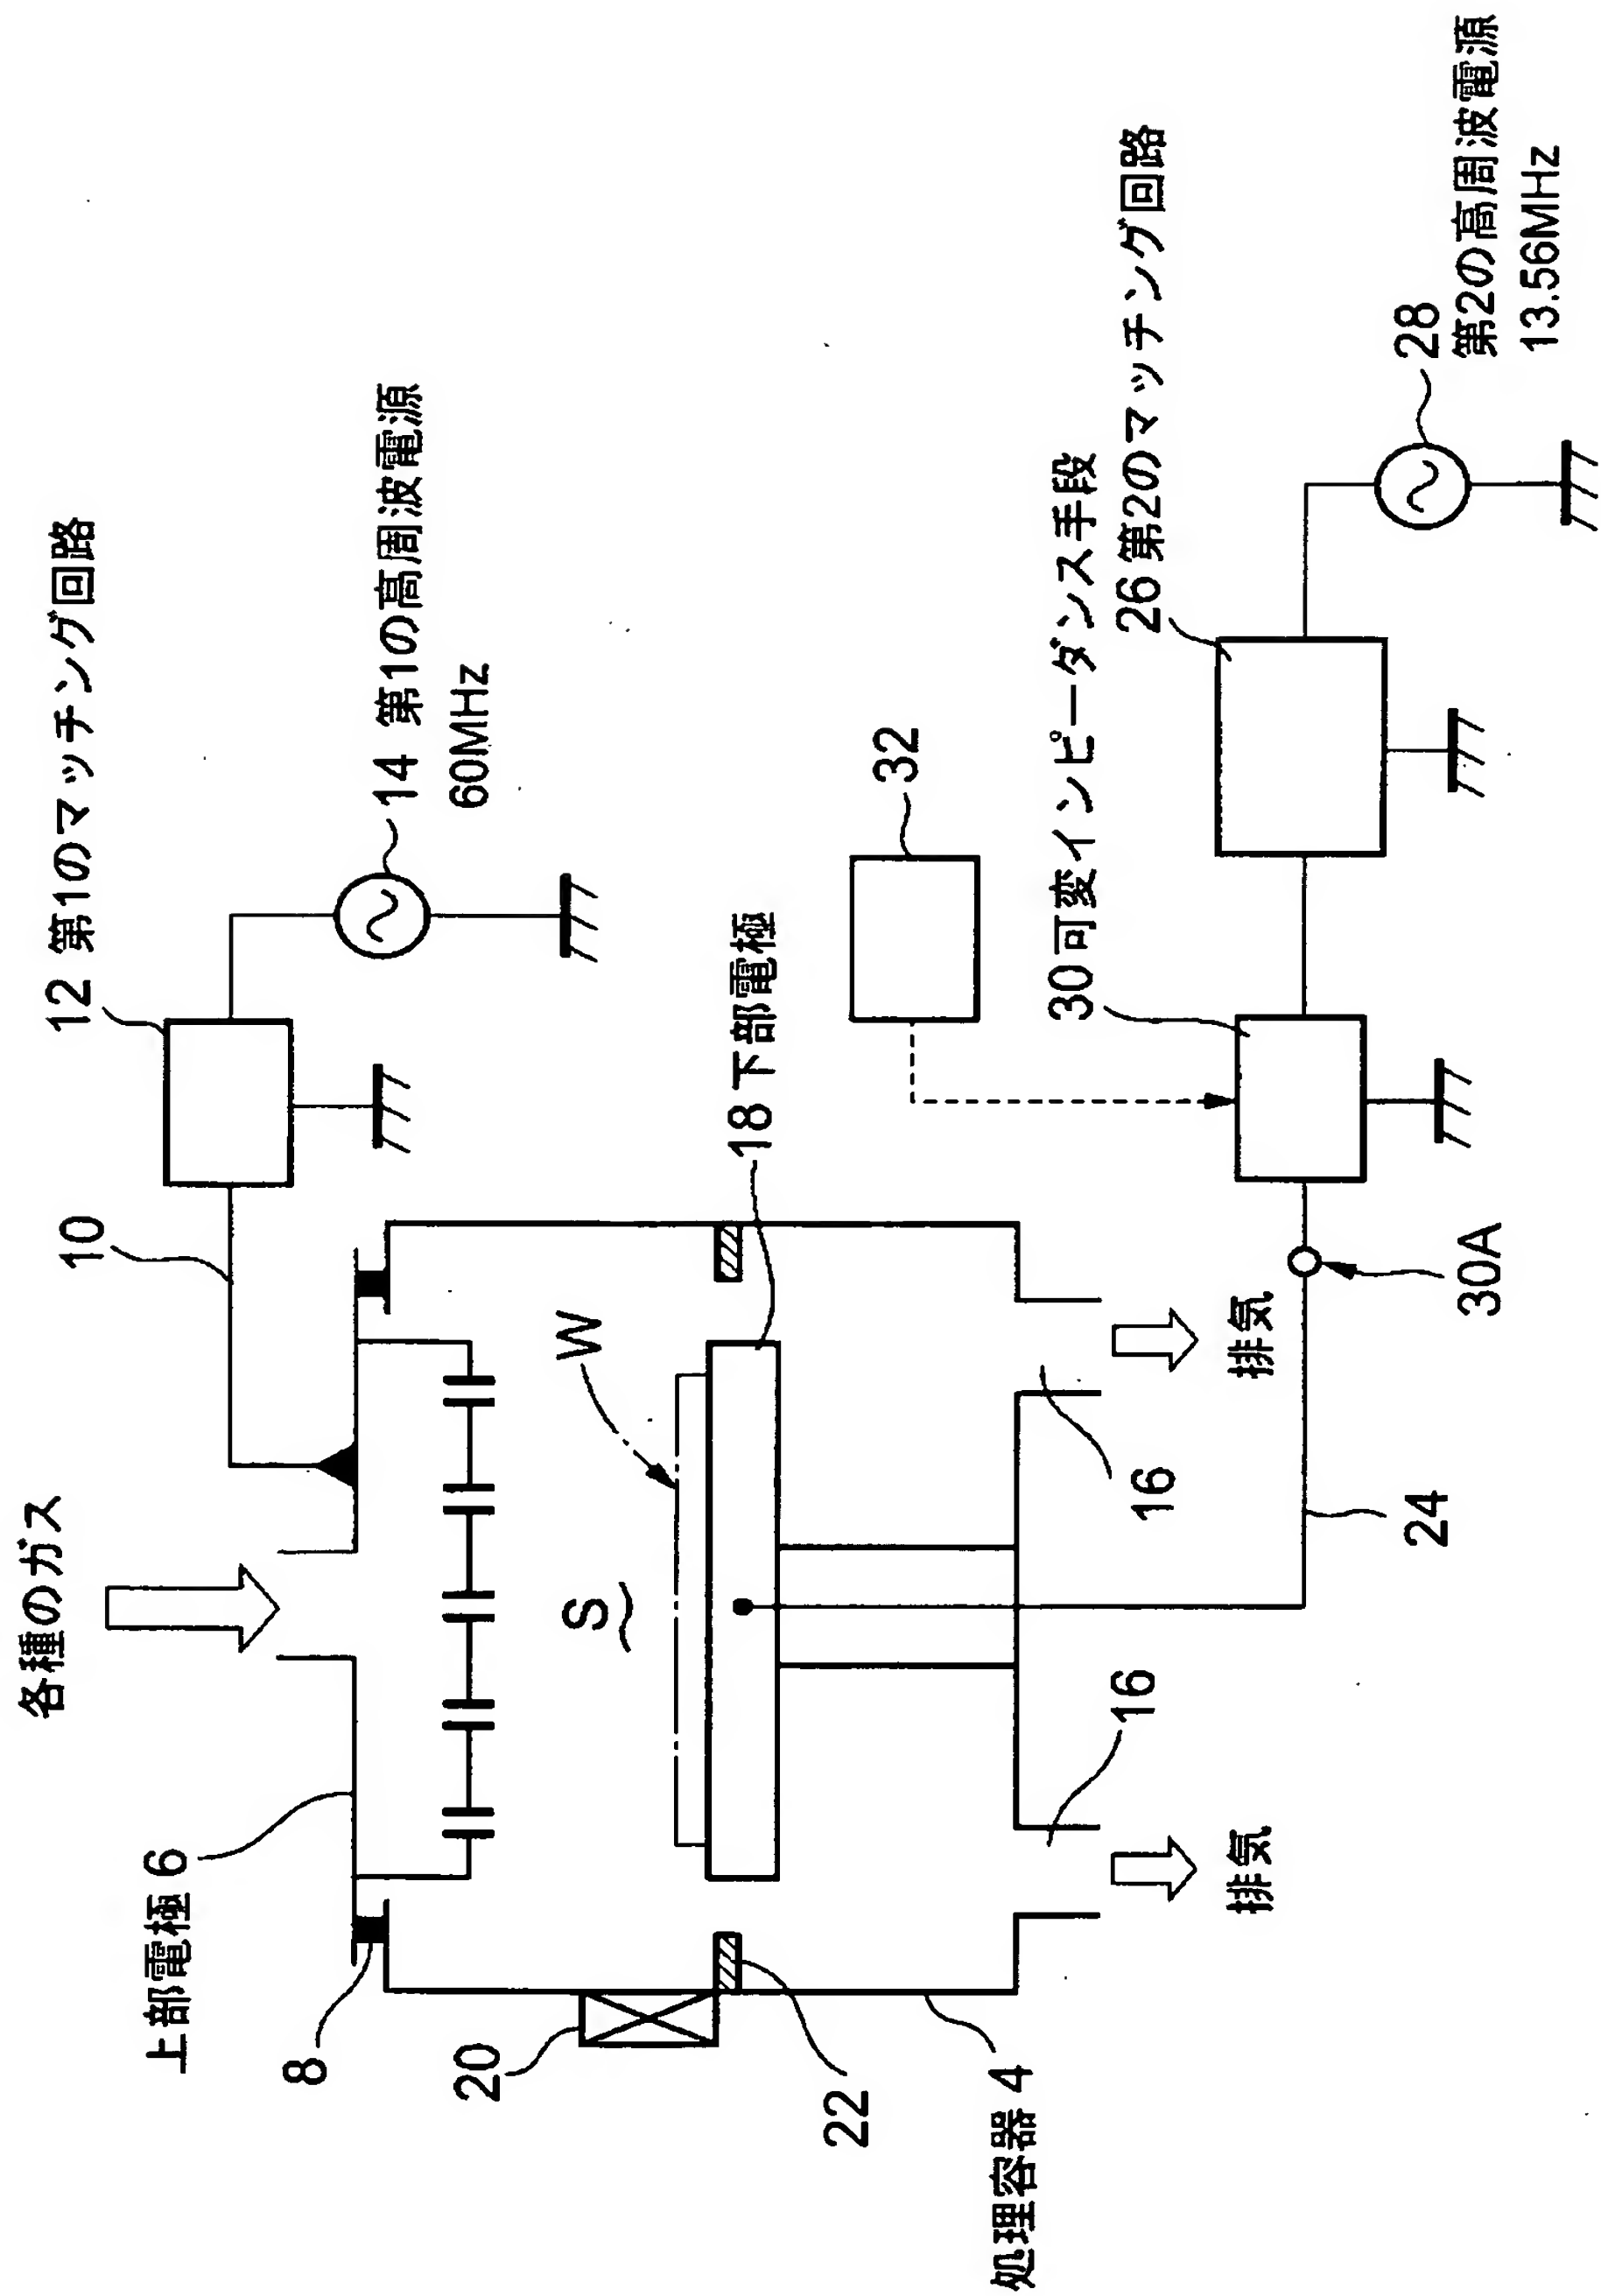 各種のガス
12 第1のマッチング回路
10
14 第1の高周波電源
60MHz
上部電極 6
8
20
S
W
18 下部電極
32
22
30 可変インピーダンス手段
26 第2のマッチング回路
処理容器 4
16
16
排気
排気
24
30A
28
第2の高周波電源
13.56MHz